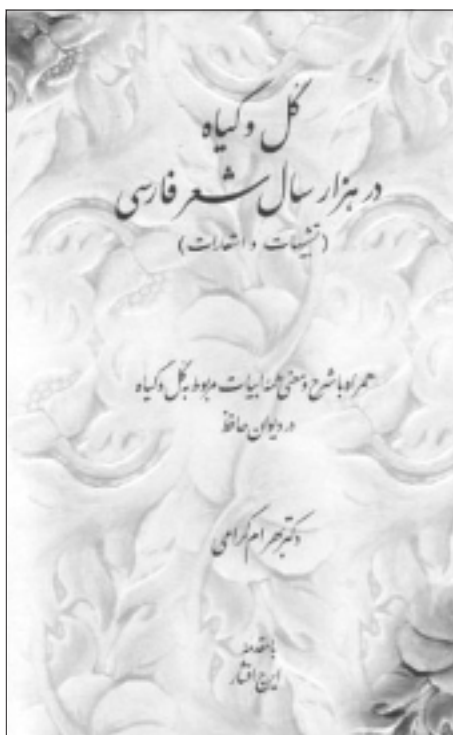 گل و گیاه
در هزار سال شعر فارسی
(تشبیهات و استعارات)
همراه با شرح و معنی همهٔ ابیات مربوط به گل و گیاه
در دیوان حافظ
دکتر بهرام گرامی
با مقدمه
ایرج افشار